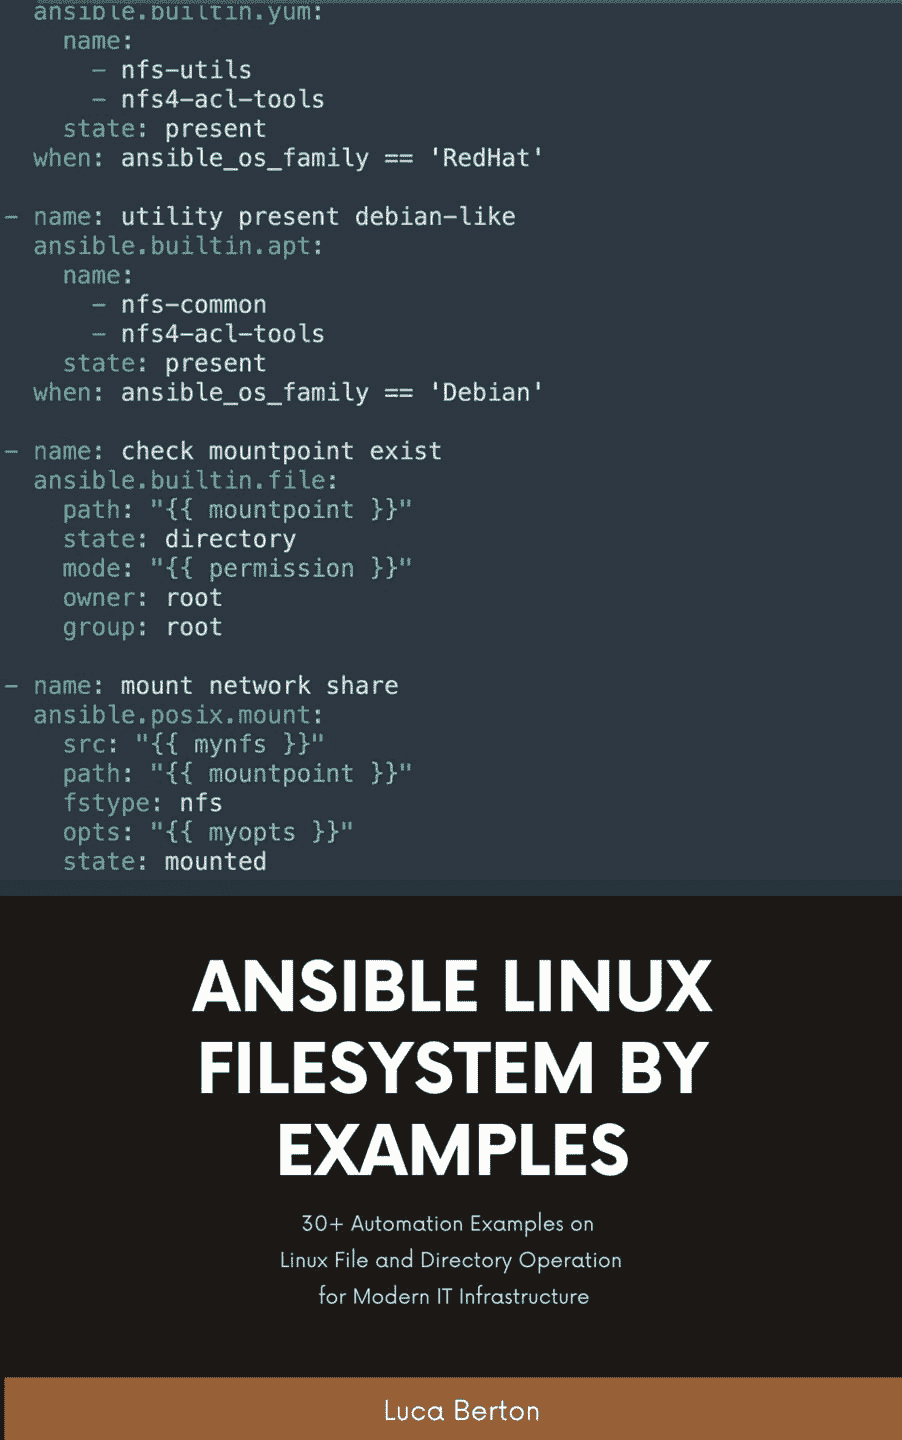 ansible.builtin.yum:
name:
- nfs-utils
- nfs4-acl-tools
state: present
when: ansible_os_family == 'RedHat'
- name: utility present debian-like
ansible.builtin.apt:
name:
- nfs-common
- nfs4-acl-tools
state: present
when: ansible_os_family == 'Debian'
- name: check mountpoint exist
ansible.builtin.file:
path: "{{ mountpoint }}"
state: directory
mode: "{{ permission }}"
owner: root
group: root
- name: mount network share
ansible.posix.mount:
src: "{{ mynfs }}"
path: "{{ mountpoint }}"
fstype: nfs
opts: "{{ myopts }}"
state: mounted
ANSIBLE LINUX
FILESYSTEM BY
EXAMPLES
30+ Automation Examples on
Linux File and Directory Operation
for Modern IT Infrastructure
Luca Berton